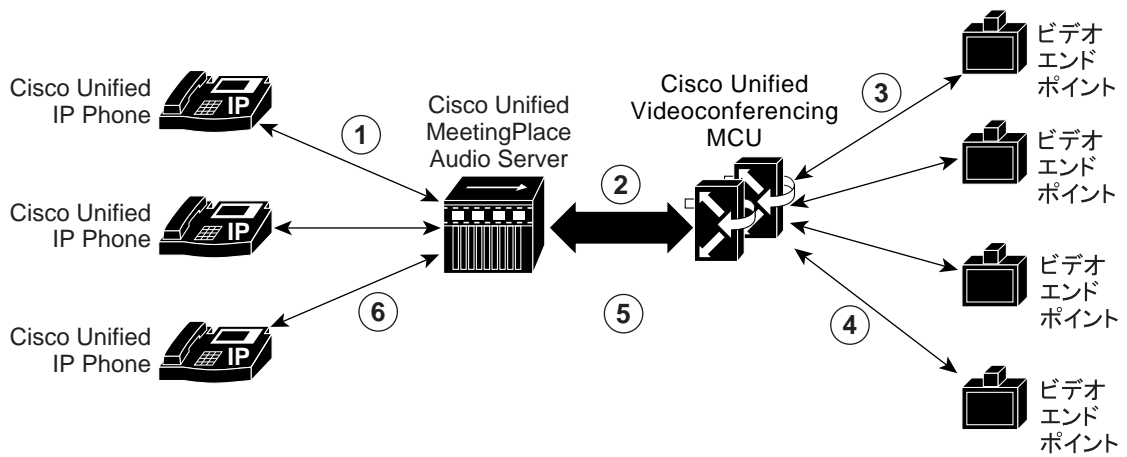 Cisco Unified
IP Phone
IP
1
Cisco Unified
IP Phone
IP
Cisco Unified
IP Phone
IP
6
Cisco Unified
MeetingPlace
Audio Server
2
5
Cisco Unified
Videoconferencing
MCU
3
4
ビデオ
エンド
ポイント
ビデオ
エンド
ポイント
ビデオ
エンド
ポイント
ビデオ
エンド
ポイント